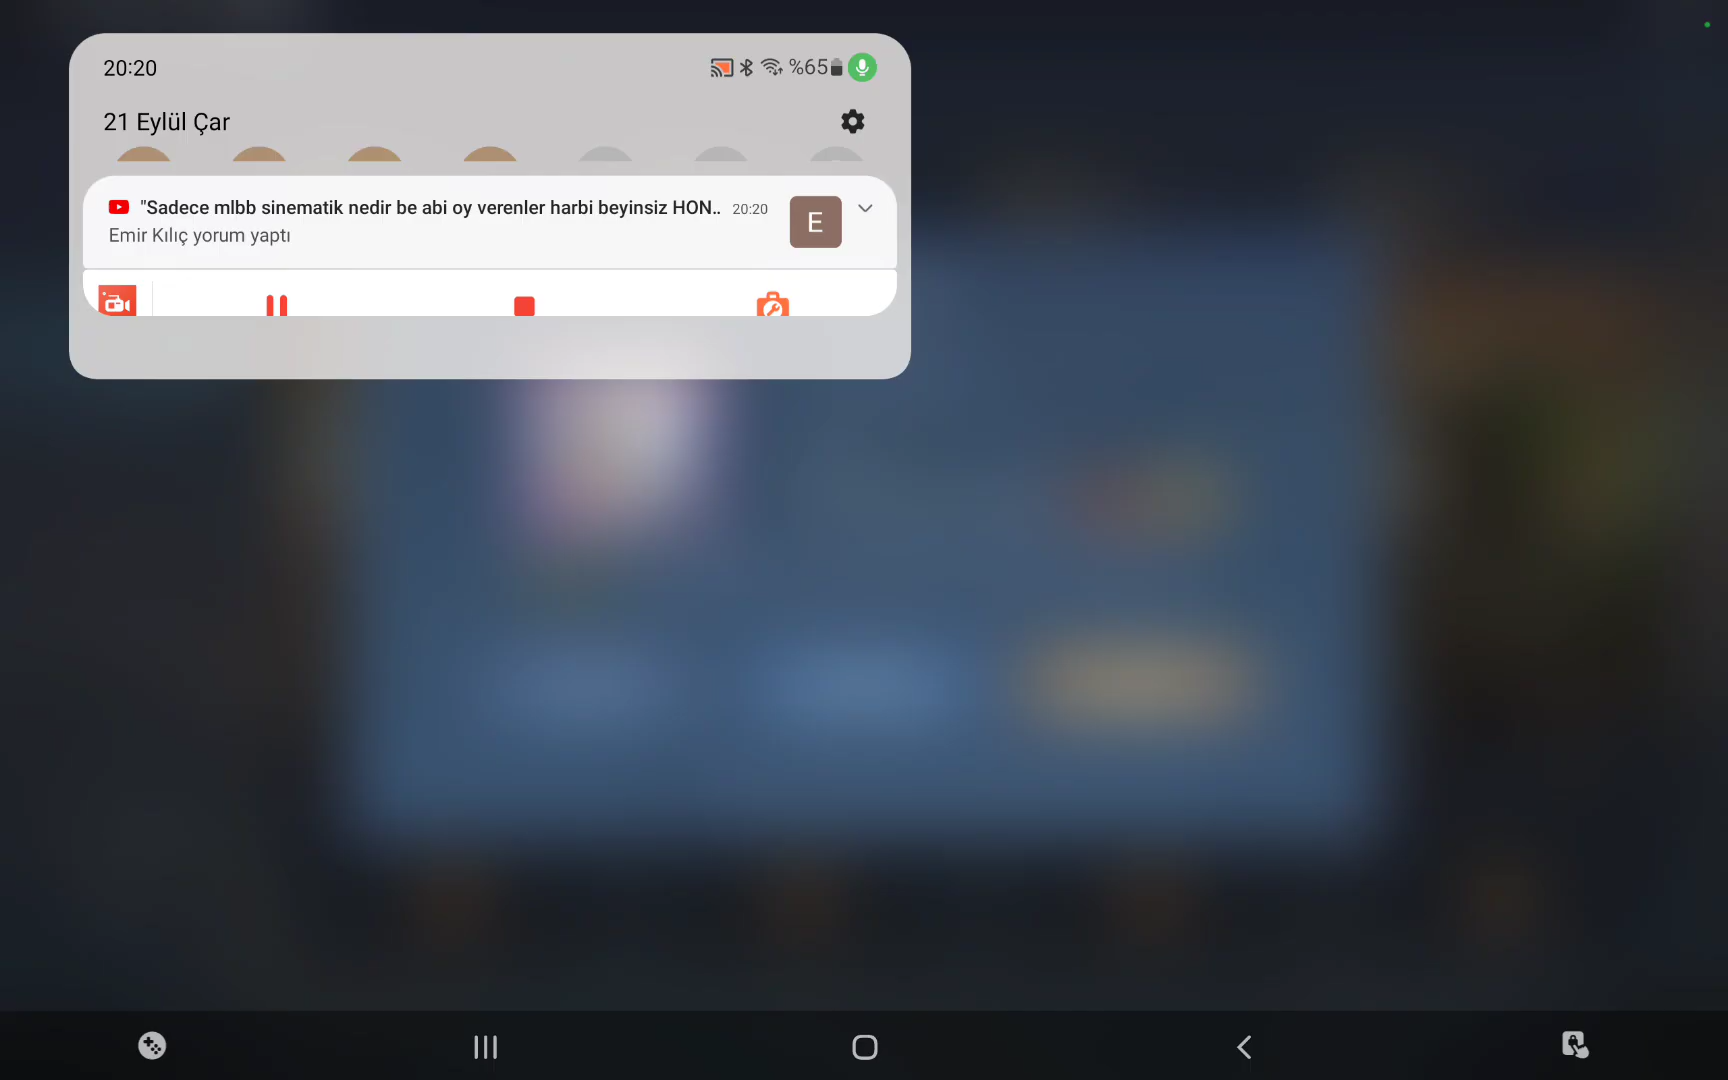 20:20
%65
21 Eylül Çar
"Sadece mlbb sinematik nedir be abi oy verenler harbi beyinsiz HON.. 20:20
E
Emir Kılıç yorum yaptı